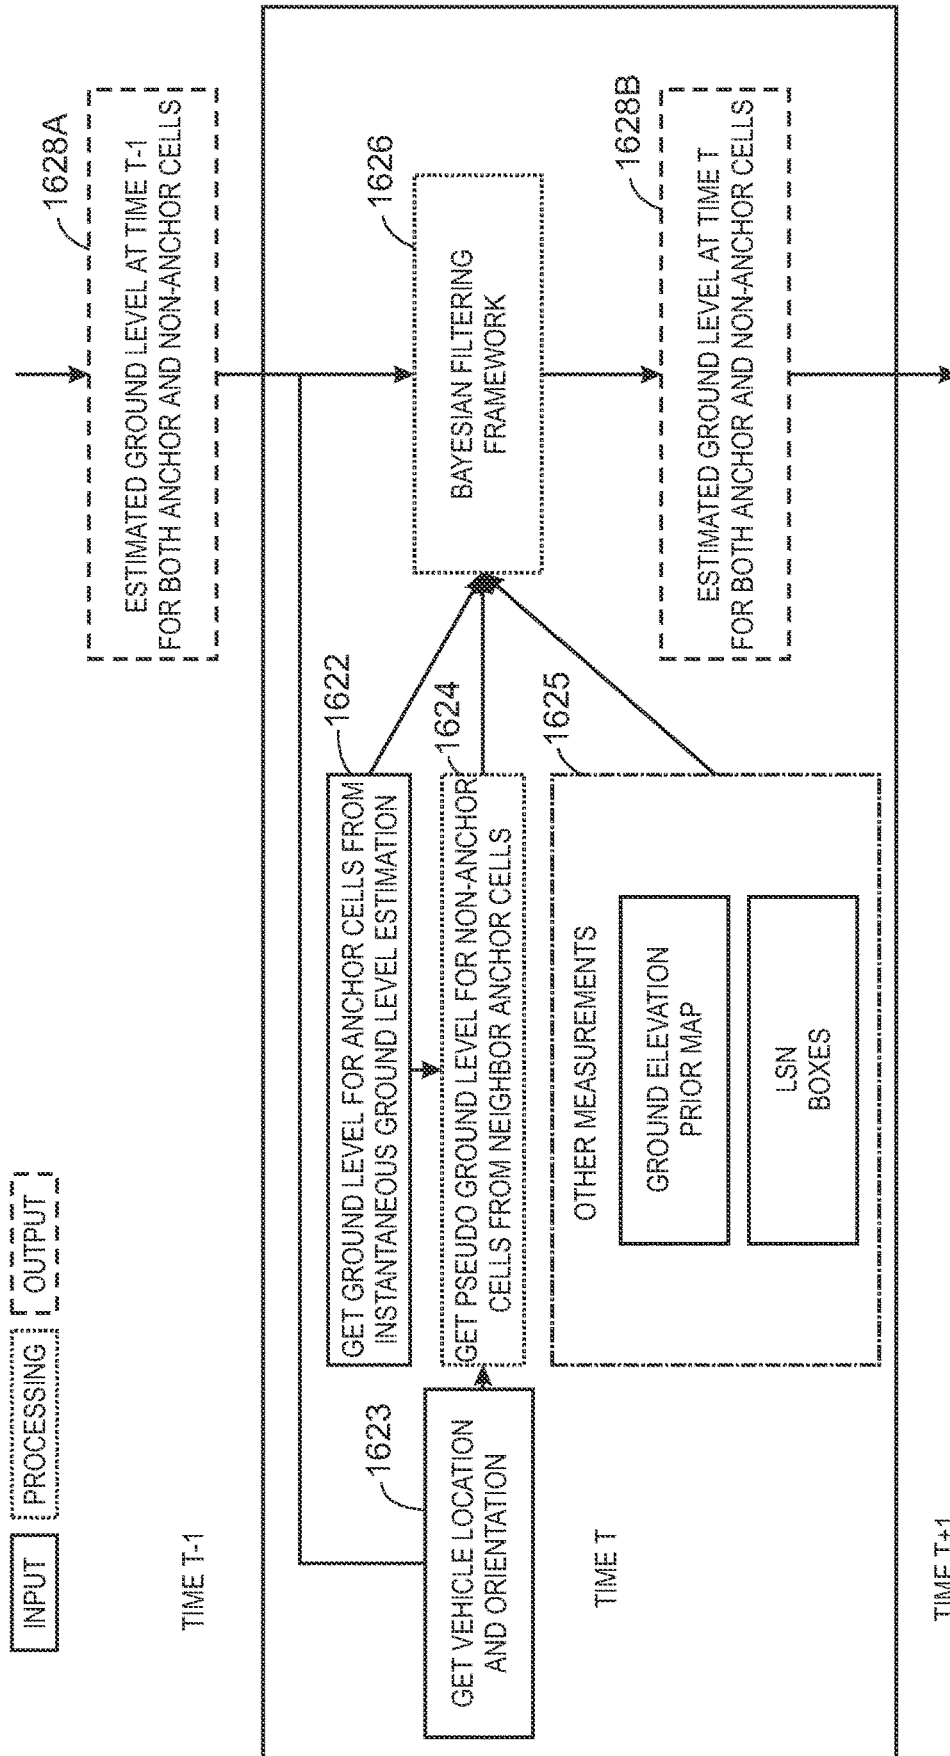 INPUT
PROCESSING
OUTPUT
TIME T-1
1628A
ESTIMATED GROUND LEVEL AT TIME T-1
FOR BOTH ANCHOR AND NON-ANCHOR CELLS
1622
GET GROUND LEVEL FOR ANCHOR CELLS FROM
INSTANTANEOUS GROUND LEVEL ESTIMATION
1623
GET VEHICLE LOCATION
AND ORIENTATION
1624
GET PSEUDO GROUND LEVEL FOR NON-ANCHOR
CELLS FROM NEIGHBOR ANCHOR CELLS
1626
BAYESIAN FILTERING
FRAMEWORK
TIME T
1625
OTHER MEASUREMENTS
GROUND ELEVATION
PRIOR MAP
LSN
BOXES
1628B
ESTIMATED GROUND LEVEL AT TIME T
FOR BOTH ANCHOR AND NON-ANCHOR CELLS
TIME T+1